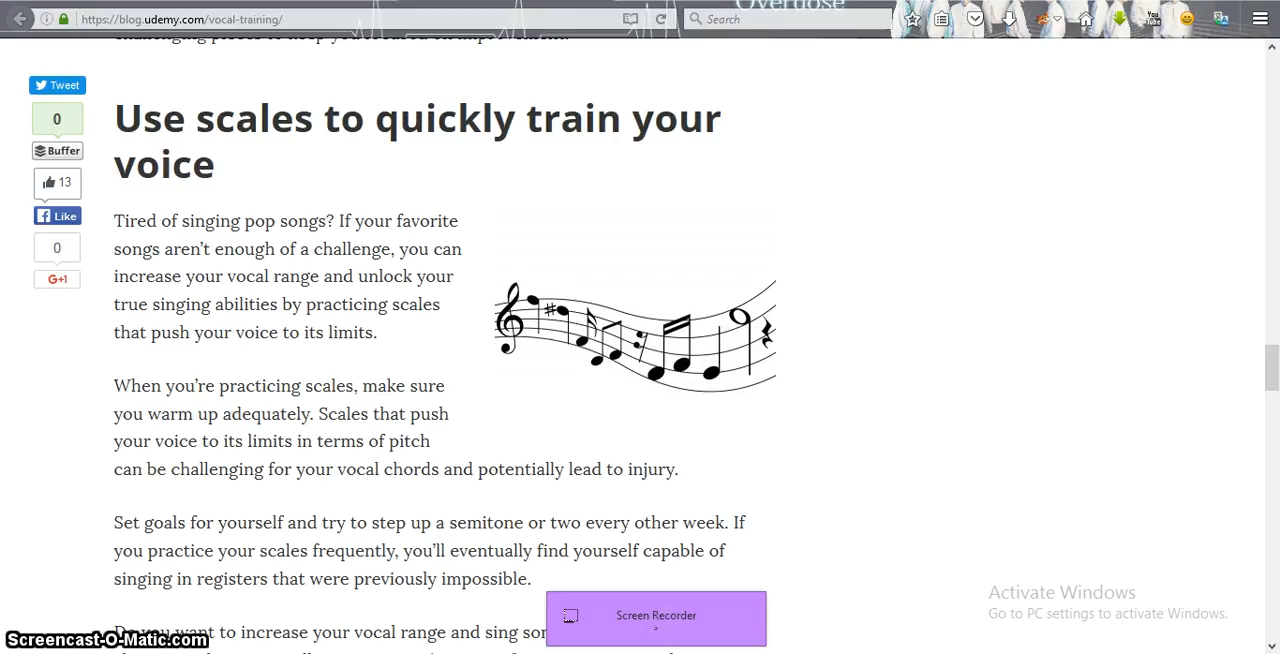 Overdose
https://blog.udemy.com/vocal-training/
Search
You
Tube
Tweet
0
Buffer
13
Like
0
G+1
Use scales to quickly train your
voice
Tired of singing pop songs? If your favorite
songs aren’t enough of a challenge, you can
increase your vocal range and unlock your
true singing abilities by practicing scales
that push your voice to its limits.
When you’re practicing scales, make sure
you warm up adequately. Scales that push
your voice to its limits in terms of pitch
can be challenging for your vocal chords and potentially lead to injury.
Set goals for yourself and try to step up a semitone or two every other week. If
you practice your scales frequently, you’ll eventually find yourself capable of
singing in registers that were previously impossible.
Screen Recorder
Activate Windows
Go to PC settings to activate Windows.
want to increase your vocal range and sing
Screencast-O-Matic.com